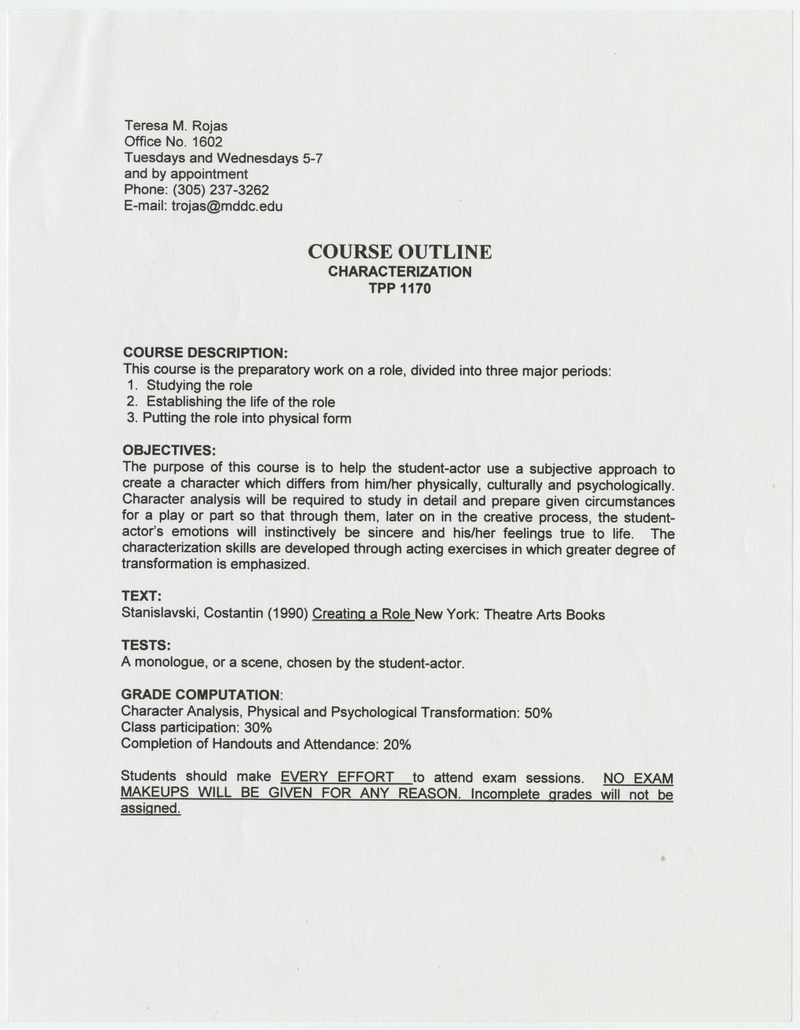 Teresa M. Rojas
Office No. 1602
Tuesdays and Wednesdays 5-7
and by appointment
Phone: (305) 237-3262
E-mail: trojas@mddc.edu
COURSE OUTLINE
CHARACTERIZATION
TPP 1170
COURSE DESCRIPTION:
This course is the preparatory work on a role, divided into three major periods:
1. Studying the role
2. Establishing the life of the role
3. Putting the role into physical form
OBJECTIVES:
The purpose of this course is to help the student-actor use a subjective approach to
create a character which differs from him/her physically, culturally and psychologically.
Character analysis will be required to study in detail and prepare given circumstances
for a play or part so that through them, later on in the creative process, the student-
actor's emotions will instinctively be sincere and his/her feelings true to life. The
characterization skills are developed through acting exercises in which greater degree of
transformation is emphasized.
TEXT:
Stanislavski, Costantin (1990) Creating a Role New York: Theatre Arts Books
TESTS:
A monologue, or a scene, chosen by the student-actor.
GRADE COMPUTATION:
Character Analysis, Physical and Psychological Transformation: 50%
Class participation: 30%
Completion of Handouts and Attendance: 20%
Students should make EVERY EFFORT to attend exam sessions. NO EXAM
MAKEUPS WILL BE GIVEN FOR ANY REASON. Incomplete grades will not be
assigned.